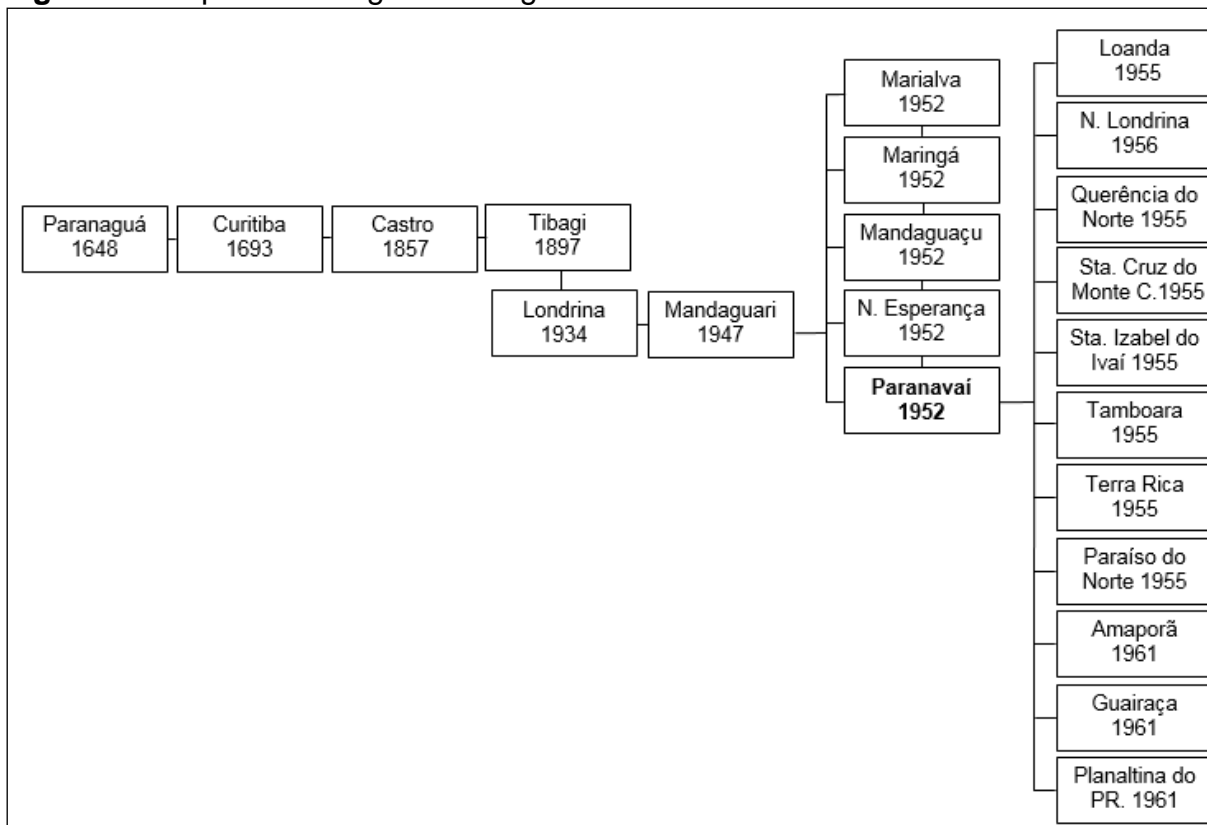 Paranaguá
1648
Curitiba
1693
Castro
1857
Tibagi
1897
Londrina
1934
Mandaguari
1947
Marialva
1952
Maringá
1952
Mandaguaçu
1952
N. Esperança
1952
Paranavaí
1952
Loanda
1955
N. Londrina
1956
Querência do
Norte 1955
Sta. Cruz do
Monte C.1955
Sta. Izabel do
Ivaí 1955
Tamboara
1955
Terra Rica
1955
Paraíso do
Norte 1955
Amaporã
1961
Guairaça
1961
Planaltina do
PR. 1961